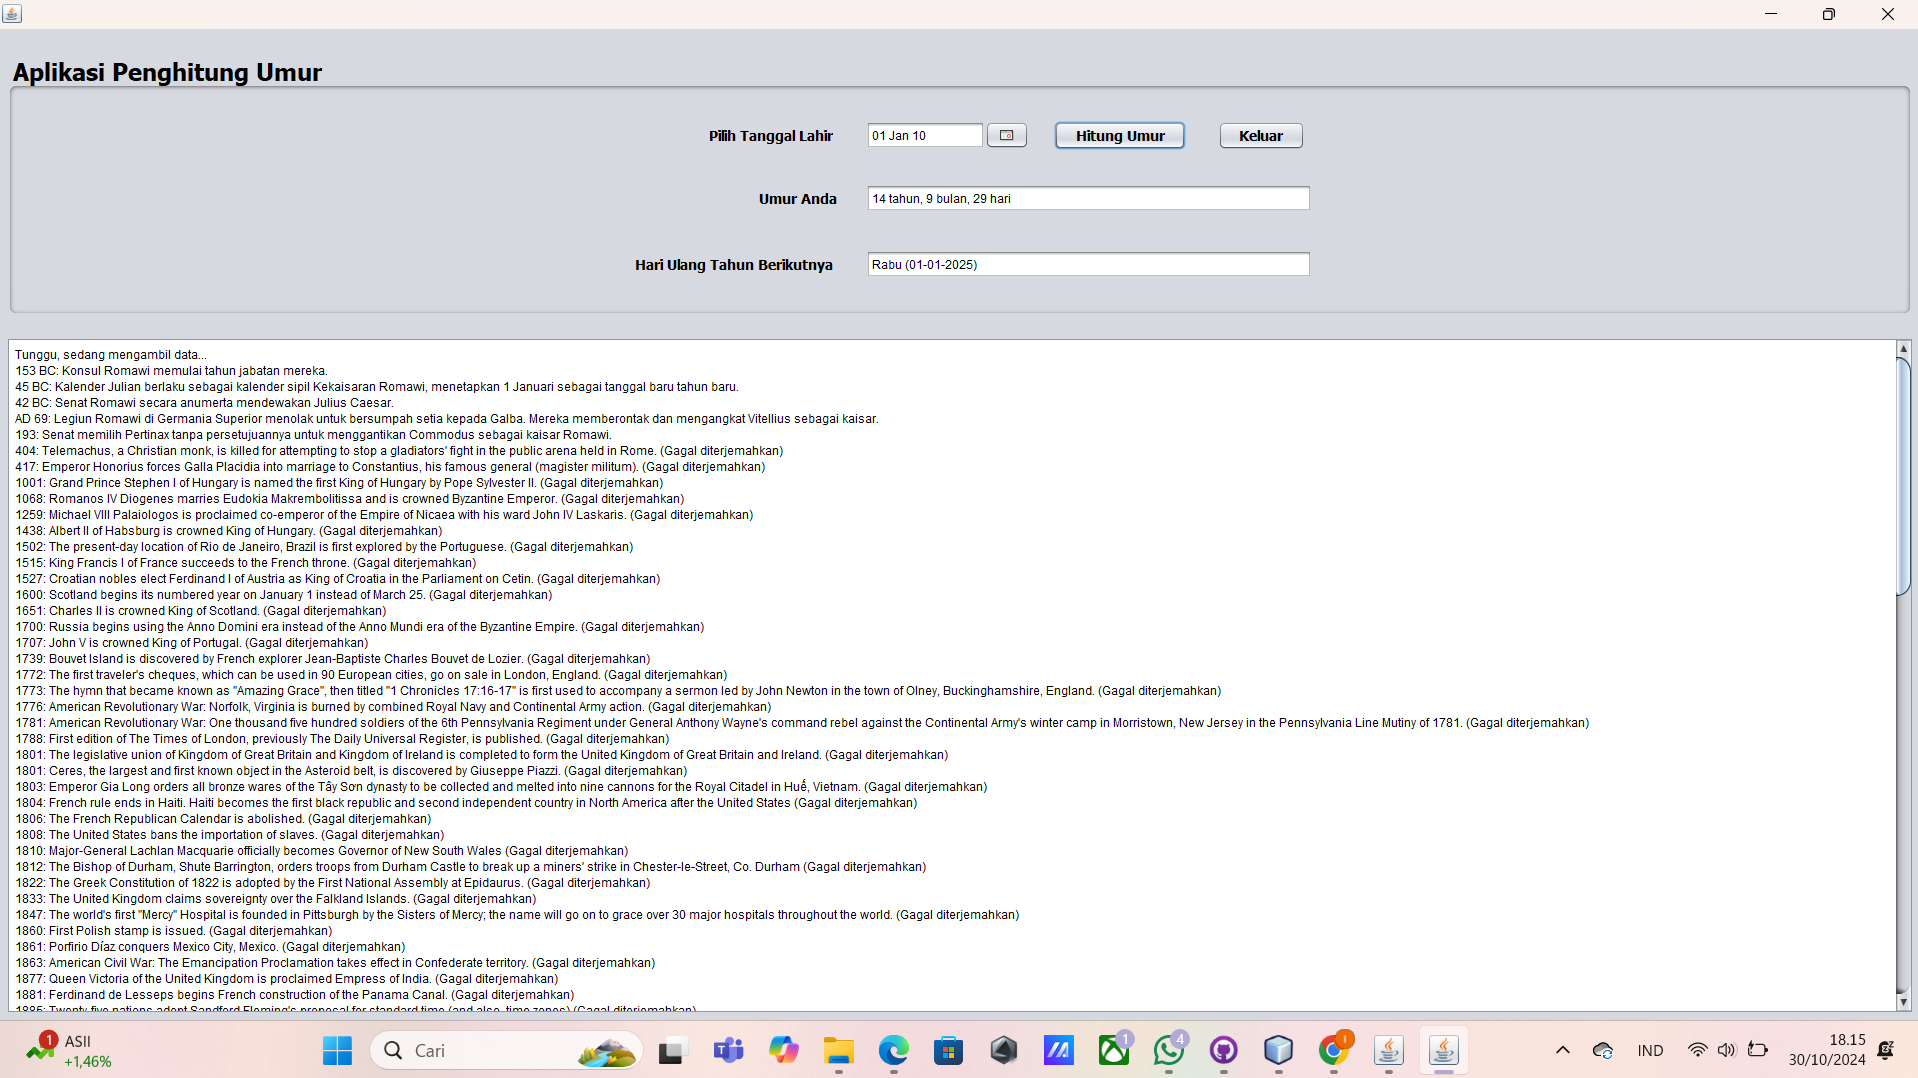 Aplikasi Penghitung Umur
Pilih Tanggal Lahir 01 Jan 10 Hitung Umur Keluar
Umur Anda 14 tahun, 9 bulan, 29 hari
Hari Ulang Tahun Berikutnya Rabu (01-01-2025)
Tunggu, sedang mengambil data...
153 BC: Konsul Romawi memulai tahun jabatan mereka.
45 BC: Kalender Julian berlaku sebagai kalender sipil Kekaisaran Romawi, menetapkan 1 Januari sebagai tanggal baru tahun baru.
42 BC: Senat Romawi secara anumerta mendewakan Julius Caesar.
AD 69: Legiun Romawi di Germania Superior menolak untuk bersumpah setia kepada Galba. Mereka memberontak dan mengangkat Vitellius sebagai kaisar.
193: Senat memilih Pertinax tanpa persetujuannya untuk menggantikan Commodus sebagai kaisar Romawi.
404: Telemachus, a Christian monk, is killed for attempting to stop a gladiators' fight in the public arena held in Rome. (Gagal diterjemahkan)
417: Emperor Honorius forces Galla Placidia into marriage to Constantius, his famous general (magister militum). (Gagal diterjemahkan)
1001: Grand Prince Stephen I of Hungary is named the first King of Hungary by Pope Sylvester II. (Gagal diterjemahkan)
1068: Romanos IV Diogenes marries Eudokia Makrembolitissa and is crowned Byzantine Emperor. (Gagal diterjemahkan)
1259: Michael VIII Palaiologos is proclaimed co-emperor of the Empire of Nicaea with his ward John IV Laskaris. (Gagal diterjemahkan)
1438: Albert II of Habsburg is crowned King of Hungary. (Gagal diterjemahkan)
1502: The present-day location of Rio de Janeiro, Brazil is first explored by the Portuguese. (Gagal diterjemahkan)
1515: King Francis I of France succeeds to the French throne. (Gagal diterjemahkan)
1527: Croatian nobles elect Ferdinand I of Austria as King of Croatia in the Parliament on Cetin. (Gagal diterjemahkan)
1600: Scotland begins its numbered year on January 1 instead of March 25. (Gagal diterjemahkan)
1651: Charles II is crowned King of Scotland. (Gagal diterjemahkan)
1700: Russia begins using the Anno Domini era instead of the Anno Mundi era of the Byzantine Empire. (Gagal diterjemahkan)
1707: John V is crowned King of Portugal. (Gagal diterjemahkan)
1739: Bouvet Island is discovered by French explorer Jean-Baptiste Charles Bouvet de Lozier. (Gagal diterjemahkan)
1772: The first traveler's cheques, which can be used in 90 European cities, go on sale in London, England. (Gagal diterjemahkan)
1773: The hymn that became known as "Amazing Grace", then titled "1 Chronicles 17:16-17" is first used to accompany a sermon led by John Newton in the town of Olney, Buckinghamshire, England. (Gagal diterjemahkan)
1776: American Revolutionary War: Norfolk, Virginia is burned by combined Royal Navy and Continental Army action. (Gagal diterjemahkan)
1781: American Revolutionary War: One thousand five hundred soldiers of the 6th Pennsylvania Regiment under General Anthony Wayne's command rebel against the Continental Army's winter camp in Morristown, New Jersey in the Pennsylvania Line Mutiny of 1781. (Gagal diterjemahkan)
1788: First edition of The Times of London, previously The Daily Universal Register, is published. (Gagal diterjemahkan)
1801: The legislative union of Kingdom of Great Britain and Kingdom of Ireland is completed to form the United Kingdom of Great Britain and Ireland. (Gagal diterjemahkan)
1801: Ceres, the largest and first known object in the Asteroid belt, is discovered by Giuseppe Piazzi. (Gagal diterjemahkan)
1803: Emperor Gia Long orders all bronze wares of the Tây Sơn dynasty to be collected and melted into nine cannons for the Royal Citadel in Huế, Vietnam. (Gagal diterjemahkan)
1804: French rule ends in Haiti. Haiti becomes the first black republic and second independent country in North America after the United States (Gagal diterjemahkan)
1806: The French Republican Calendar is abolished. (Gagal diterjemahkan)
1808: The United States bans the importation of slaves. (Gagal diterjemahkan)
1810: Major-General Lachlan Macquarie officially becomes Governor of New South Wales (Gagal diterjemahkan)
1812: The Bishop of Durham, Shute Barrington, orders troops from Durham Castle to break up a miners' strike in Chester-le-Street, Co. Durham (Gagal diterjemahkan)
1822: The Greek Constitution of 1822 is adopted by the First National Assembly at Epidaurus. (Gagal diterjemahkan)
1833: The United Kingdom claims sovereignty over the Falkland Islands. (Gagal diterjemahkan)
1847: The world's first "Mercy" Hospital is founded in Pittsburgh by the Sisters of Mercy; the name will go on to grace over 30 major hospitals throughout the world. (Gagal diterjemahkan)
1860: First Polish stamp is issued. (Gagal diterjemahkan)
1861: Porfirio Díaz conquers Mexico City, Mexico. (Gagal diterjemahkan)
1863: American Civil War: The Emancipation Proclamation takes effect in Confederate territory. (Gagal diterjemahkan)
1877: Queen Victoria of the United Kingdom is proclaimed Empress of India. (Gagal diterjemahkan)
1881: Ferdinand de Lesseps begins French construction of the Panama Canal. (Gagal diterjemahkan)
1885: Twenty-five nations adopt Sandford Fleming's proposal for standard time (and also, time zones) (Gagal diterjemahkan)
1 ASII
+1,46%
Cari
1
4
IND
18.15
30/10/2024